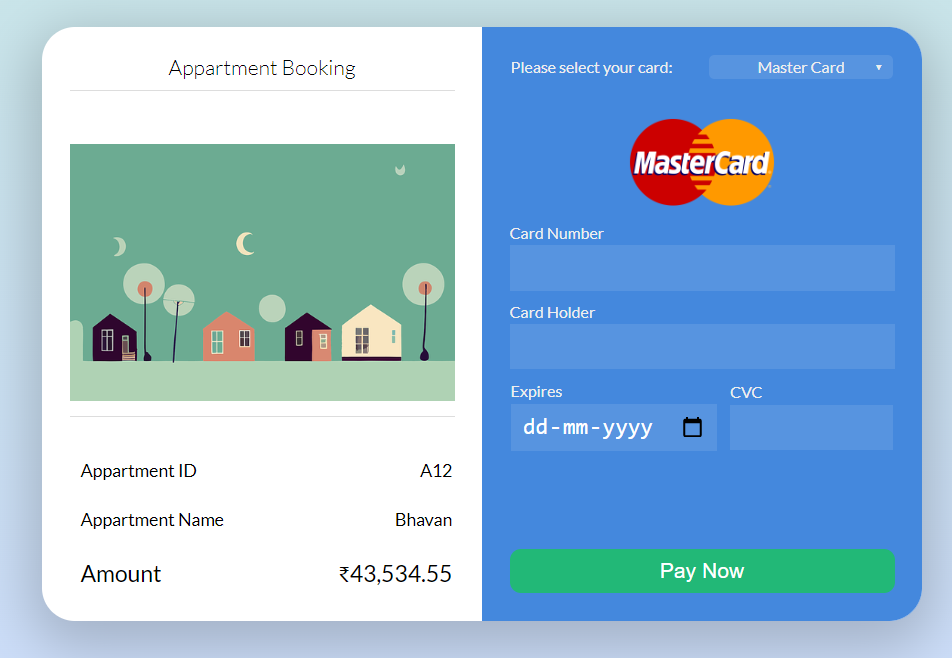 Appartment Booking
Appartment ID A12
Appartment Name Bhavan
Amount ₹43,534.55
Please select your card: Master Card
MasterCard
Card Number
Card Holder
Expires CVC
dd-mm-yyyy
Pay Now